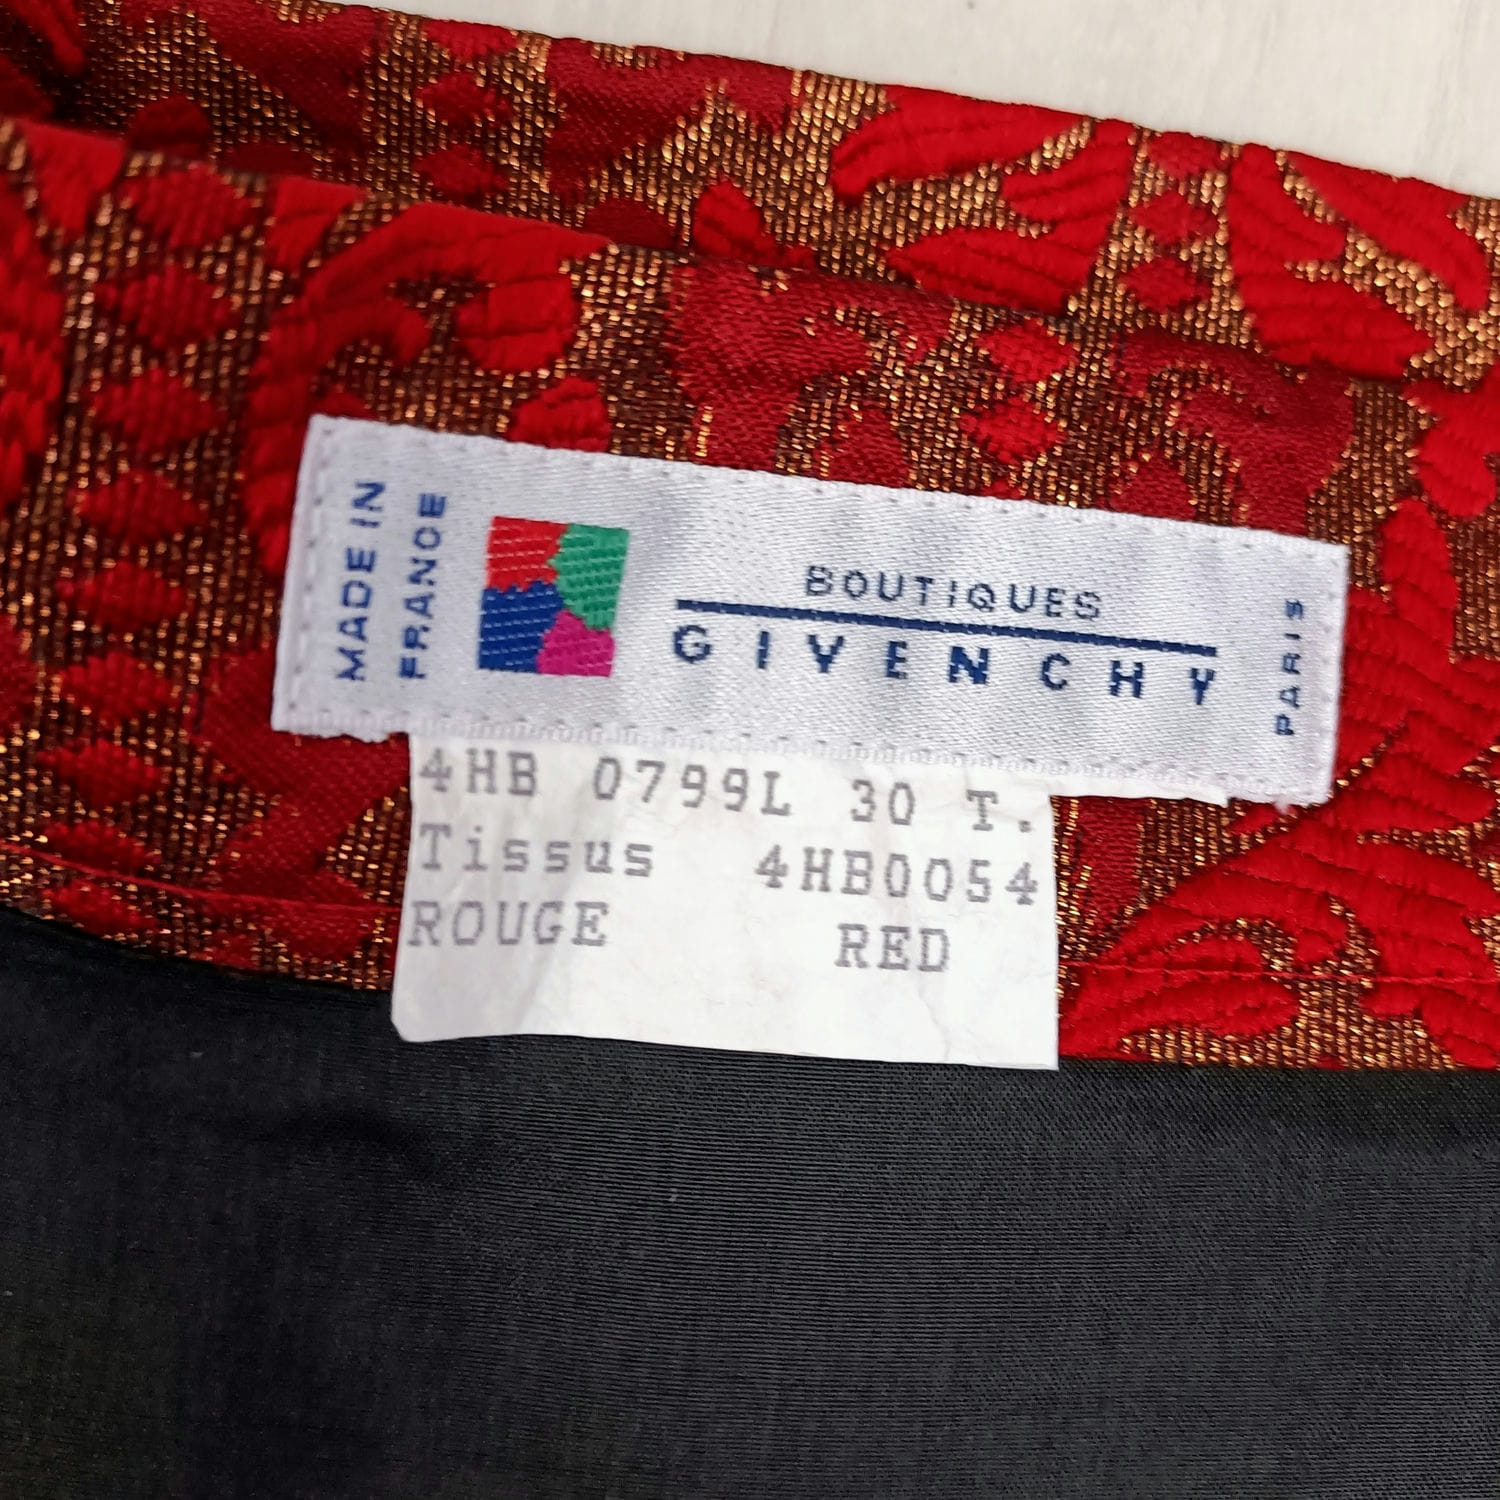 MADE IN
FRANCE
BOUTIQUES
GIVENCHY
PARIS
4HB 0799L 30 T.
Tissus 4HB0054
ROUGE RED